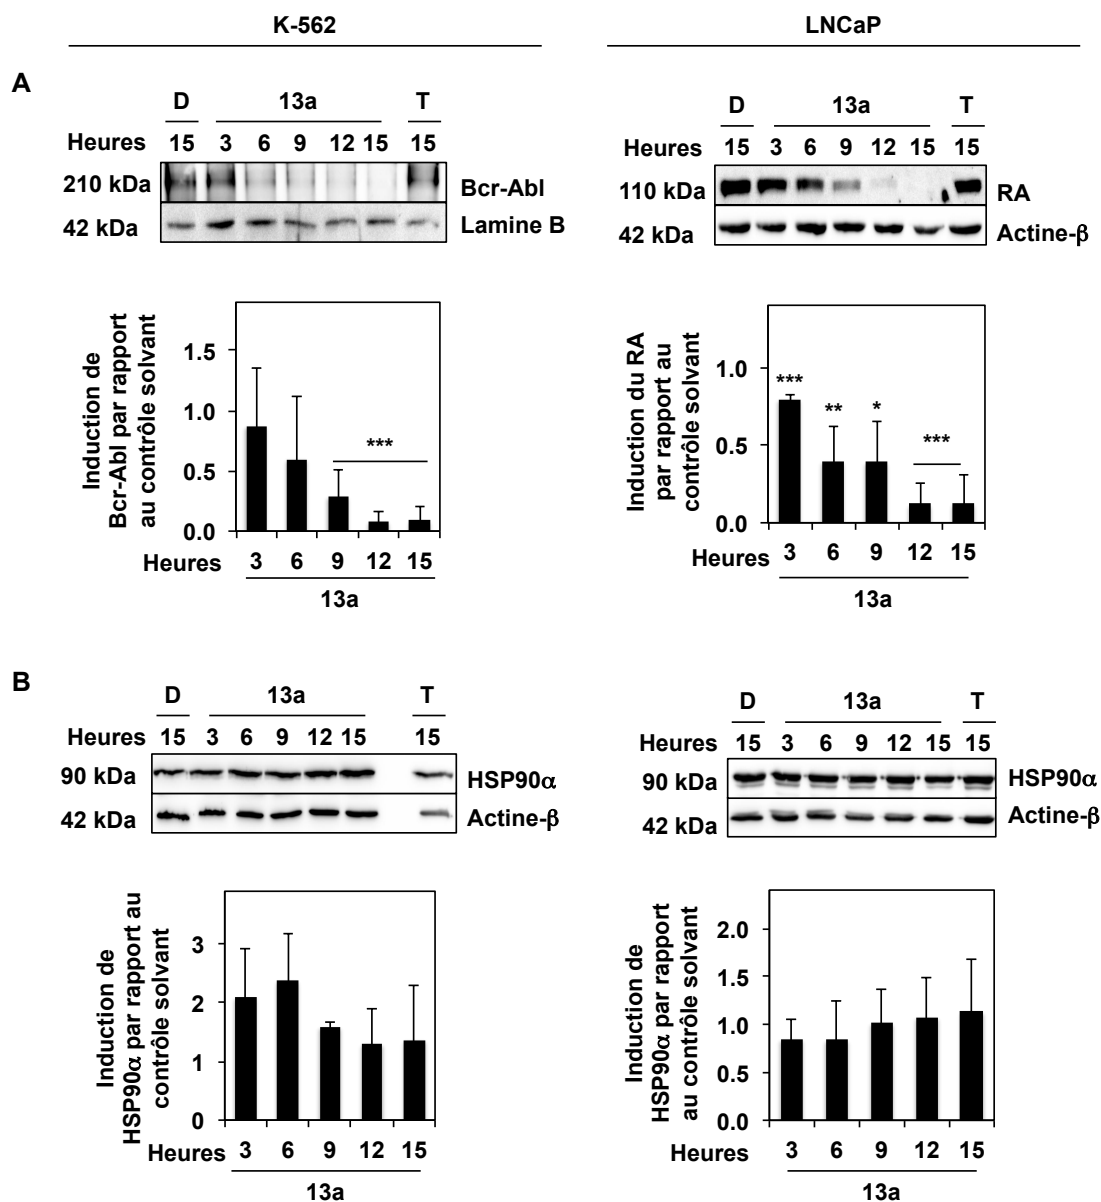 K-562
LNCaP
A
D 13a T
Heures 15 3 6 9 12 15 15
210 kDa Bcr-Abl
42 kDa Lamine B
D 13a T
Heures 15 3 6 9 12 15 15
110 kDa RA
42 kDa Actine-β
Induction de
Bcr-Abl par rapport
au contrôle solvant
1.5
1.0
0.5
0.0
***
Heures 3 6 9 12 15
13a
Induction du RA
par rapport au
contrôle solvant
1.0
0.5
0.0
*** ** * ***
Heures 3 6 9 12 15
13a
B
D 13a T
Heures 15 3 6 9 12 15 15
90 kDa HSP90α
42 kDa Actine-β
D 13a T
Heures 15 3 6 9 12 15 15
90 kDa HSP90α
42 kDa Actine-β
Induction de
HSP90α par rapport au
contrôle solvant
3
2
1
0
Heures 3 6 9 12 15
13a
Induction de
HSP90α par rapport
au contrôle solvant
2.0
1.5
1.0
0.5
0.0
Heures 3 6 9 12 15
13a